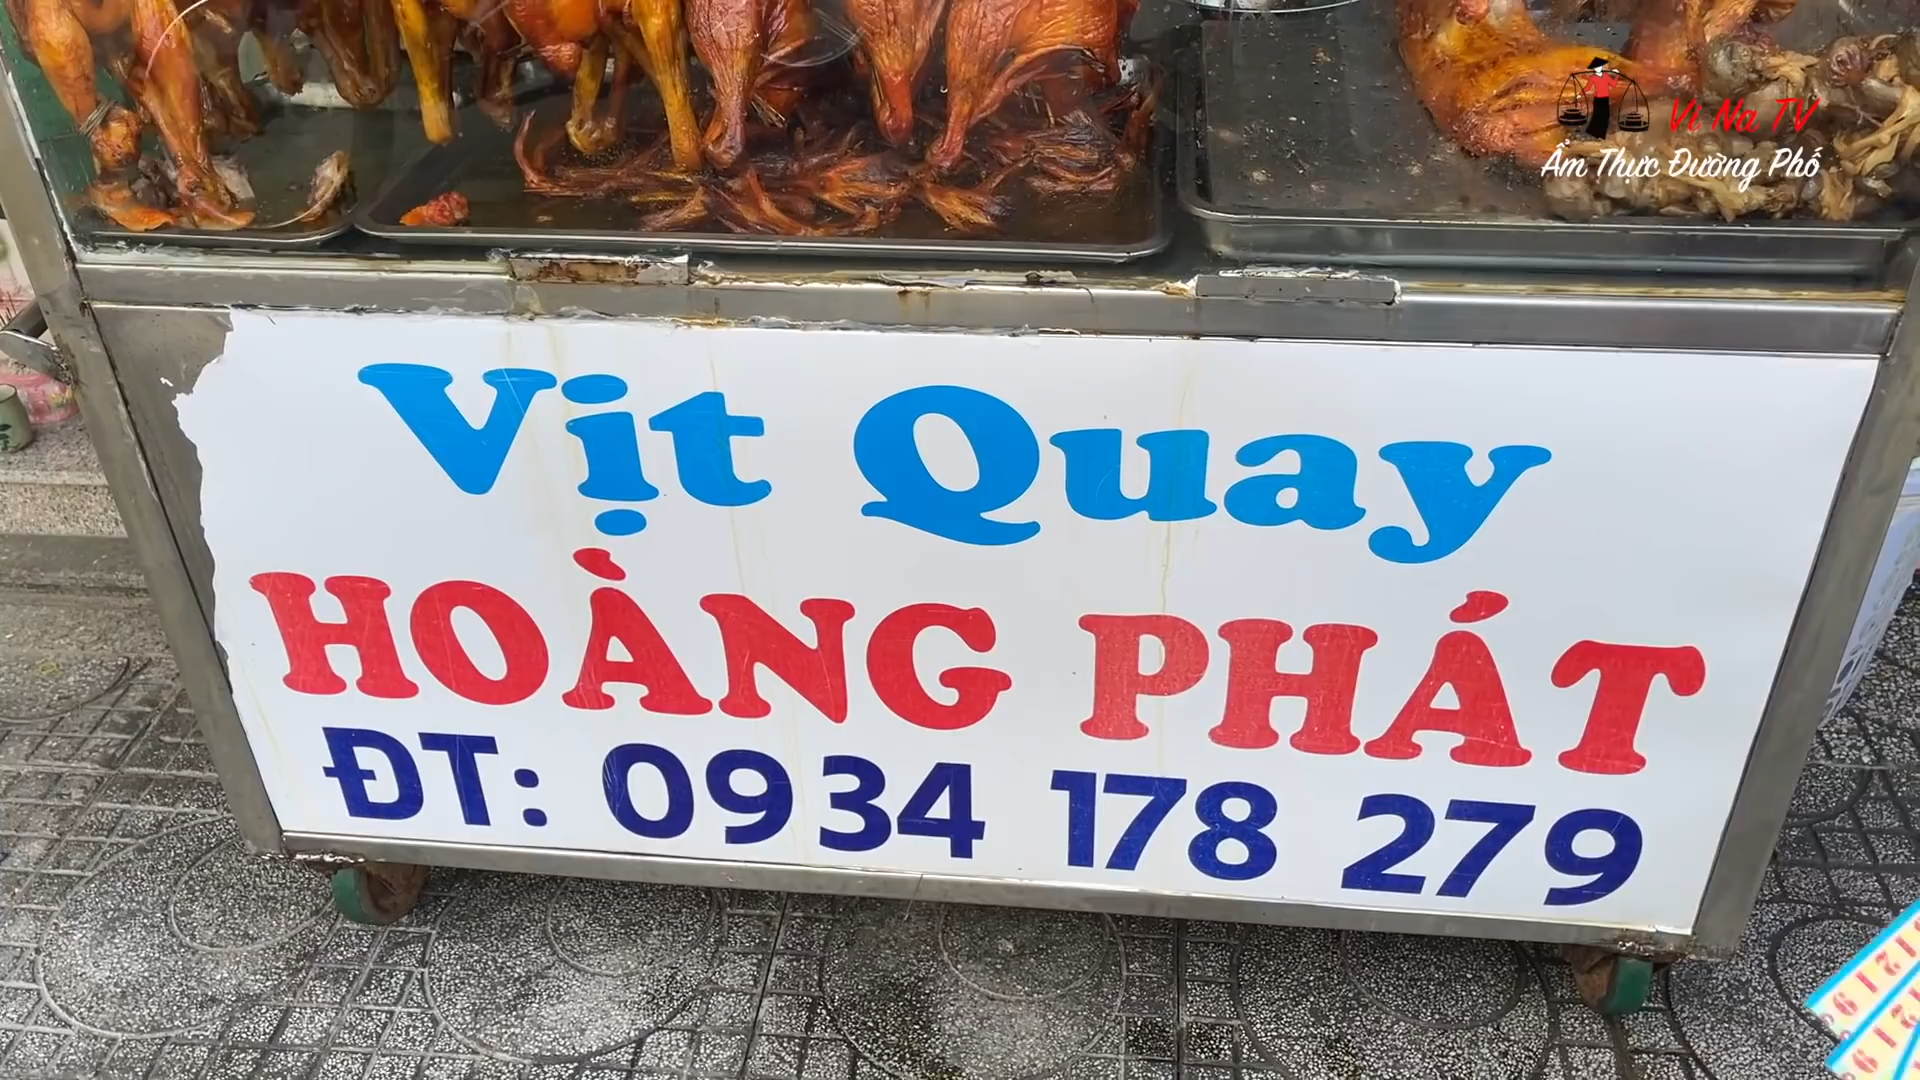 Vi Na TV
Ẩm Thực Đường Phố
Vịt Quay
HOÀNG PHÁT
ĐT: 0934 178 279